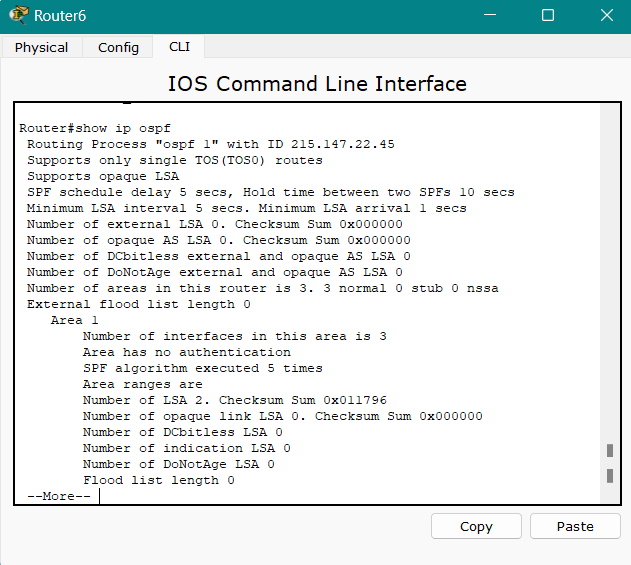 Router6
Physical Config CLI
IOS Command Line Interface
Router#show ip ospf
Routing Process "ospf 1" with ID 215.147.22.45
Supports only single TOS(TOS0) routes
Supports opaque LSA
SPF schedule delay 5 secs, Hold time between two SPFs 10 secs
Minimum LSA interval 5 secs. Minimum LSA arrival 1 secs
Number of external LSA 0. Checksum Sum 0x000000
Number of opaque AS LSA 0. Checksum Sum 0x000000
Number of DCbitless external and opaque AS LSA 0
Number of DoNotAge external and opaque AS LSA 0
Number of areas in this router is 3. 3 normal 0 stub 0 nssa
External flood list length 0
Area 1
Number of interfaces in this area is 3
Area has no authentication
SPF algorithm executed 5 times
Area ranges are
Number of LSA 2. Checksum Sum 0x011796
Number of opaque link LSA 0. Checksum Sum 0x000000
Number of DCbitless LSA 0
Number of indication LSA 0
Number of DoNotAge LSA 0
Flood list length 0
--More--
Copy Paste